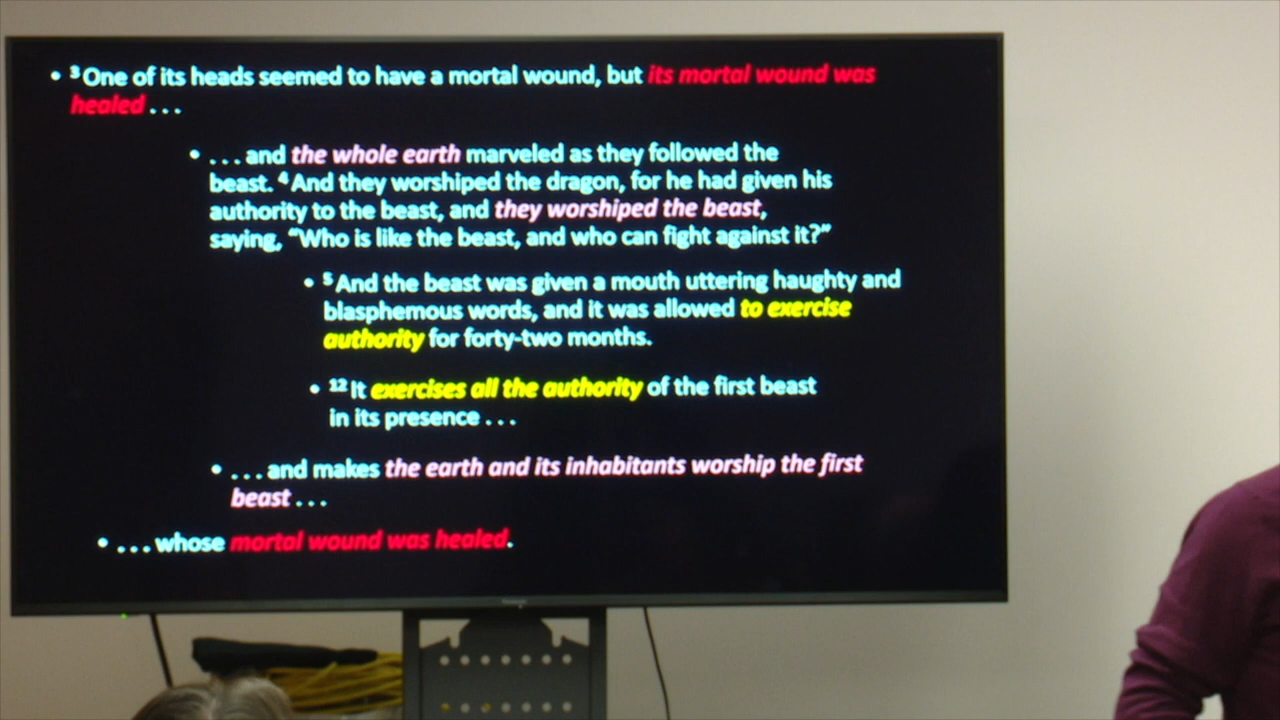 • ³One of its heads seemed to have a mortal wound, but its mortal wound was
healed . . .
• . . . and the whole earth marveled as they followed the
beast. ⁴And they worshiped the dragon, for he had given his
authority to the beast, and they worshiped the beast,
saying, “Who is like the beast, and who can fight against it?”
• ⁵And the beast was given a mouth uttering haughty and
blasphemous words, and it was allowed to exercise
authority for forty-two months.
• ¹²It exercises all the authority of the first beast
in its presence . . .
• . . . and makes the earth and its inhabitants worship the first
beast . . .
• . . . whose mortal wound was healed.